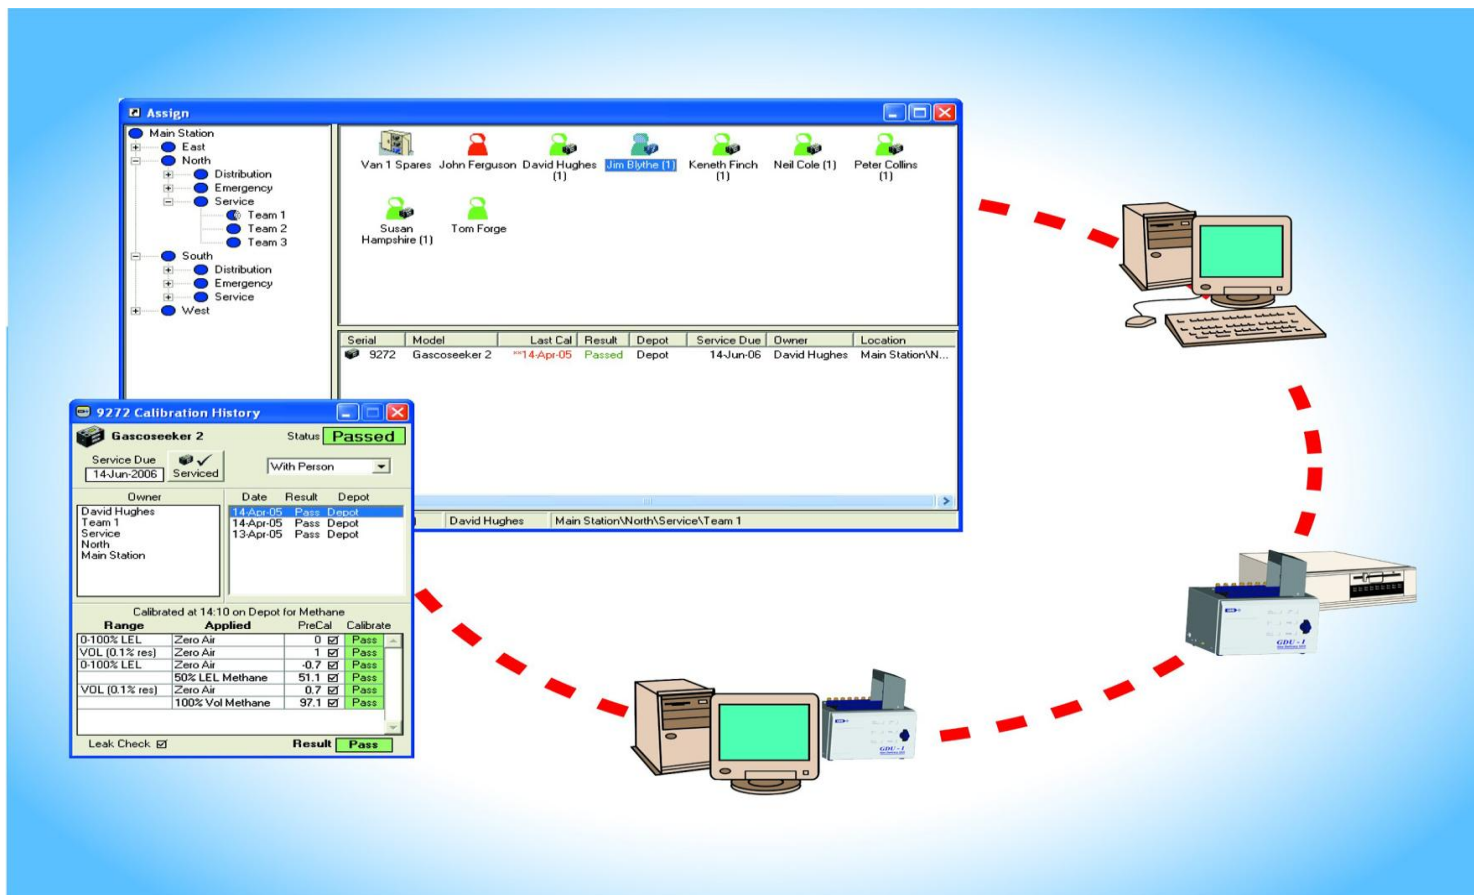 Assign
Main Station
East
North
Distribution
Emergency
Service
Team 1
Team 2
Team 3
South
Distribution
Emergency
Service
West
Van 1 Spares John Ferguson David Hughes (1) Jim Blythe (1) Keneth Finch (1) Neil Cole (1) Peter Collins (1)
Susan Hampshire (1) Tom Forge
Serial Model Last Cal Result Depot Service Due Owner Location
9272 Gascoseeker 2 **14-Apr-05 Passed Depot 14-Jun-06 David Hughes Main Station\N...
David Hughes Main Station\North\Service\Team 1
9272 Calibration History
Gascoseeker 2 Status Passed
Service Due
14-Jun-2006 Serviced With Person
Owner
David Hughes
Team 1
Service
North
Main Station
Date Result Depot
14-Apr-05 Pass Depot
14-Apr-05 Pass Depot
13-Apr-05 Pass Depot
Calibrated at 14:10 on Depot for Methane
Range Applied PreCal Calibrate
0-100% LEL Zero Air 0 Pass
VOL (0.1% res) Zero Air 1 Pass
0-100% LEL Zero Air -0.7 Pass
50% LEL Methane 51.1 Pass
VOL (0.1% res) Zero Air 0.7 Pass
100% Vol Methane 97.1 Pass
Leak Check Result Pass
GDU - I
GDU - I